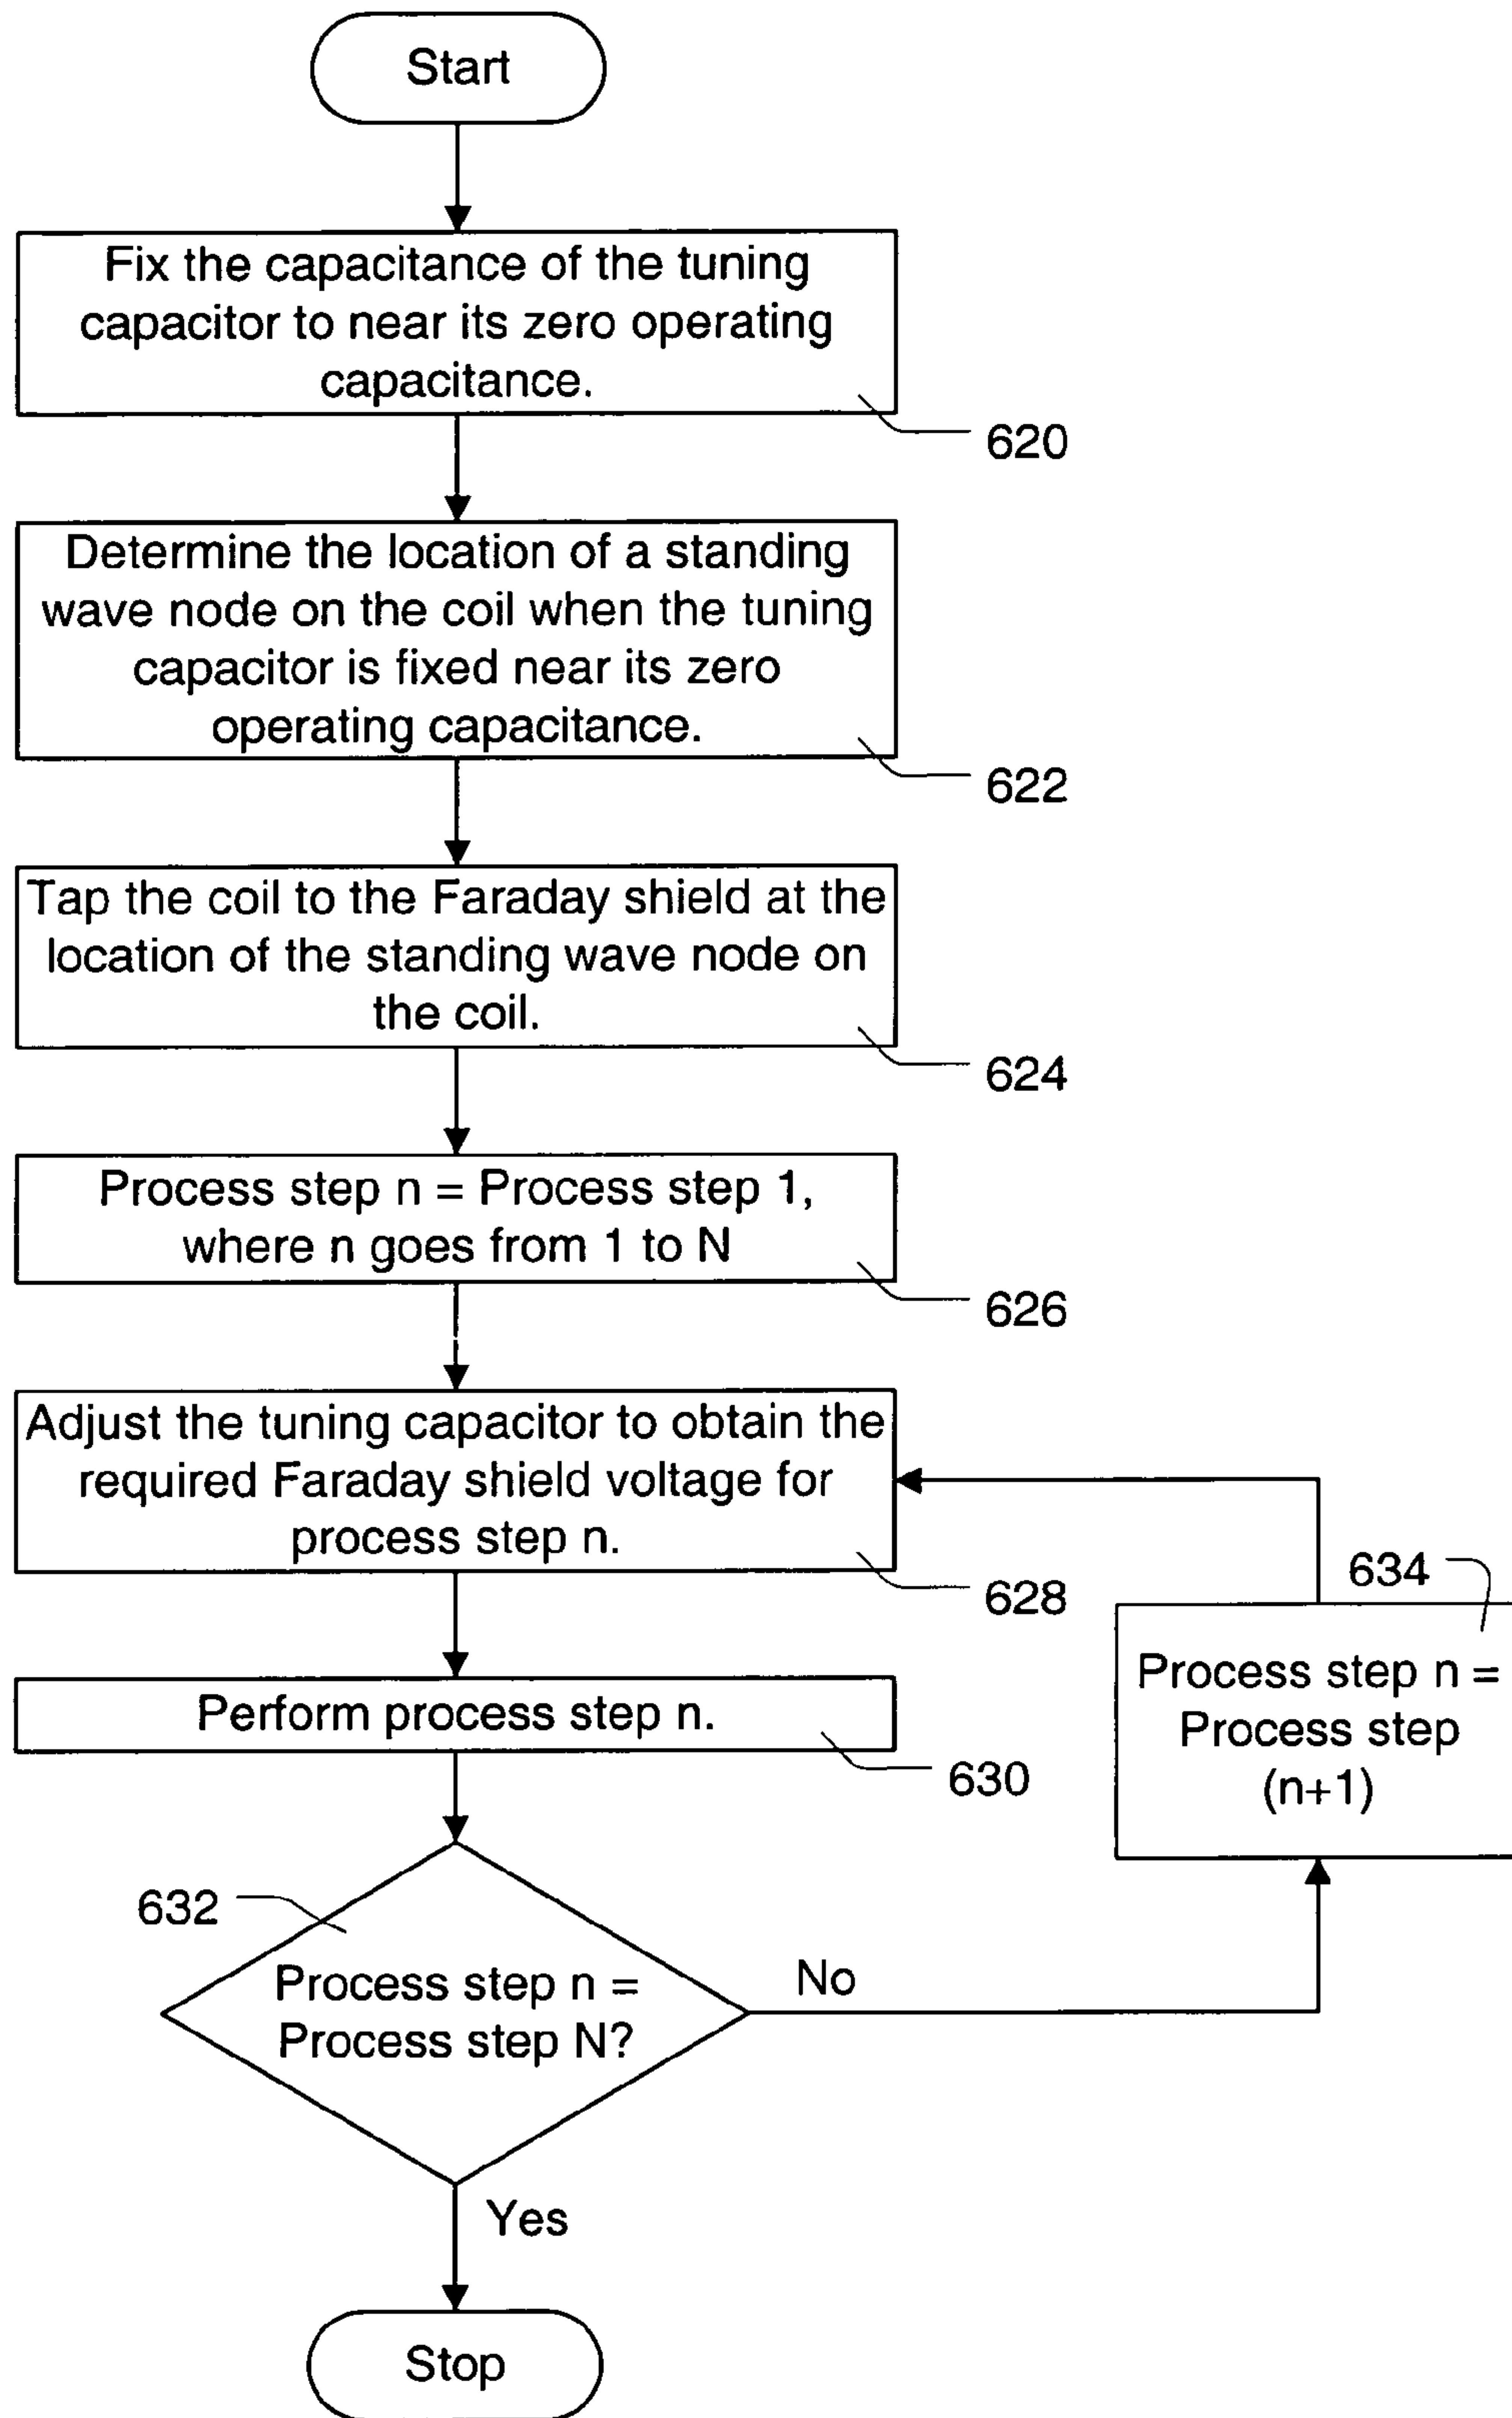 Start
Fix the capacitance of the tuning
capacitor to near its zero operating
capacitance.
620
Determine the location of a standing
wave node on the coil when the tuning
capacitor is fixed near its zero
operating capacitance.
622
Tap the coil to the Faraday shield at the
location of the standing wave node on
the coil.
624
Process step n = Process step 1,
where n goes from 1 to N
626
Adjust the tuning capacitor to obtain the
required Faraday shield voltage for
process step n.
628
634
Process step n =
Process step
(n+1)
Perform process step n.
630
632
Process step n =
Process step N?
No
Yes
Stop